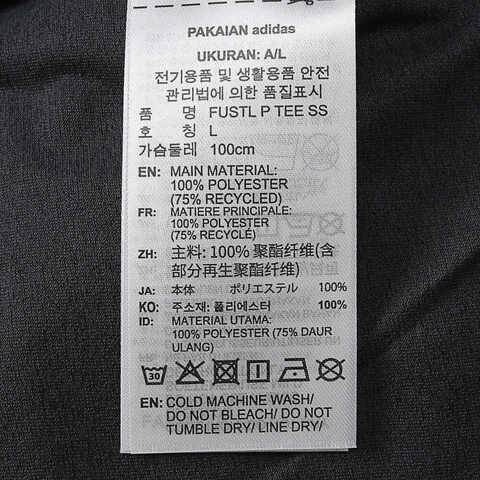 PAKAIAN adidas
UKURAN: A/L
전기용품 및 생활용품 안전
관리법에 의한 품질표시
품 명 FUSTL P TEE SS
호 칭 L
가슴둘레 100cm
EN: MAIN MATERIAL:
100% POLYESTER
(75% RECYCLED)
FR: MATIERE PRINCIPALE:
100% POLYESTER
(75% RECYCLÉ)
ZH: 主料: 100% 聚酯纤维(含
部分再生聚酯纤维)
JA: 本体 ポリエステル 100%
KO: 주소재: 폴리에스터 100%
ID: MATERIAL UTAMA:
100% POLYESTER (75% DAUR
ULANG)
30
EN: COLD MACHINE WASH/
DO NOT BLEACH/ DO NOT
TUMBLE DRY/ LINE DRY/